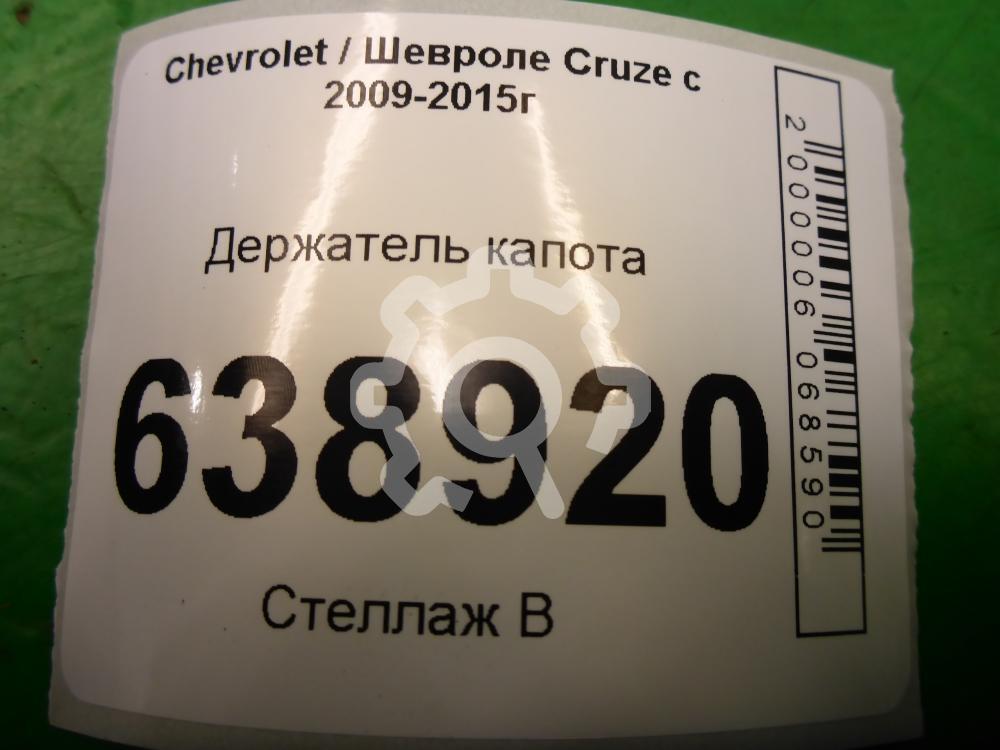 Chevrolet / Шевроле Cruze с
2009-2015г
Держатель капота
638920
Стеллаж В
2000006068590